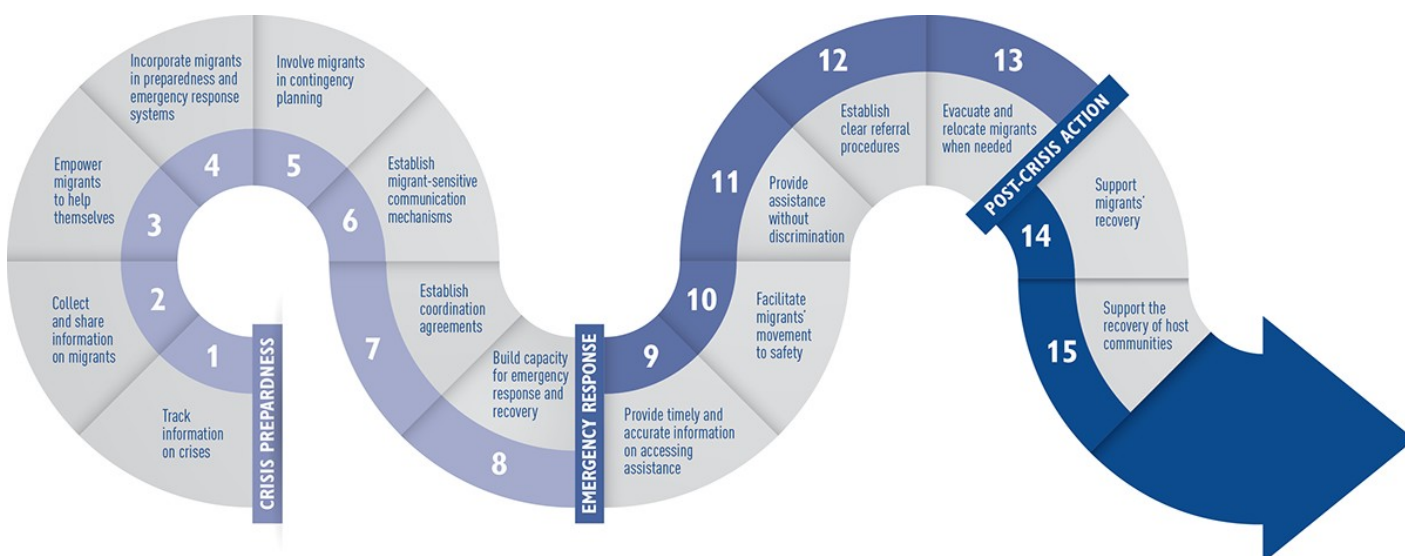 CRISIS PREPARDNESS
1
Track
information
on crises
2
Collect
and share
information
on migrants
3
Empower
migrants
to help
themselves
4
Incorporate migrants
in preparedness and
emergency response
systems
5
Involve migrants
in contingency
planning
6
Establish
migrant-sensitive
communication
mechanisms
7
Establish
coordination
agreements
8
Build capacity
for emergency
response and
recovery
EMERGENCY RESPONSE
9
Provide timely and
accurate information
on accessing
assistance
10
Facilitate
migrants'
movement
to safety
11
Provide
assistance
without
discrimination
12
Establish
clear referral
procedures
13
Evacuate and
relocate migrants
when needed
POST-CRISIS ACTION
14
Support
migrants'
recovery
15
Support the
recovery of host
communities